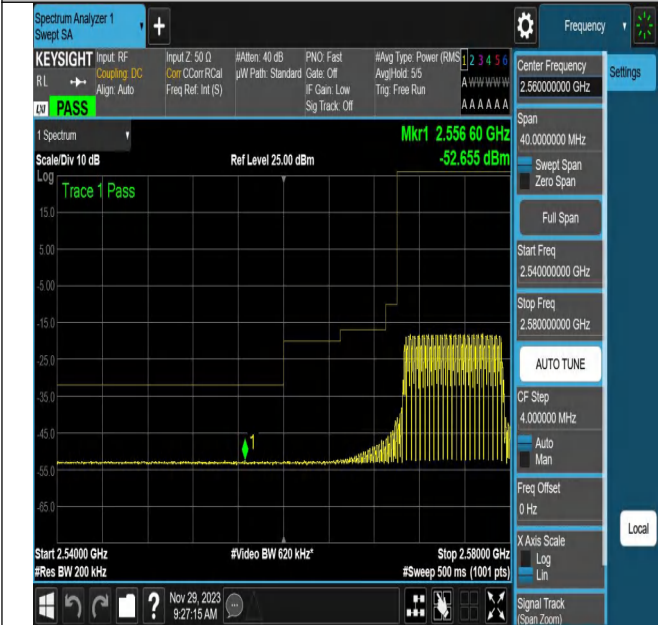 Spectrum Analyzer 1
Swept SA
+
Frequency
KEYSIGHT
RL
Align: Auto
Input: RF
Coupling: DC
PASS
Input Z: 50 Ω
Corr CCorr RCal
Freq Ref: Int (S)
#Atten: 40 dB
µW Path: Standard
PNO: Fast
Gate: Off
IF Gain: Low
Sig Track: Off
#Avg Type: Power (RMS
Avg|Hold: 5/5
Trig: Free Run
1 2 3 4 5 6
A W W W W W
A A A A A A
1 Spectrum
Scale/Div 10 dB
Ref Level 25.00 dBm
Mkr1 2.556 60 GHz
-52.655 dBm
Log
Trace 1 Pass
15.0
5.00
-5.00
-15.0
-25.0
-35.0
-45.0
-55.0
-65.0
1
Start 2.54000 GHz
#Res BW 200 kHz
#Video BW 620 kHz*
Stop 2.58000 GHz
#Sweep 500 ms (1001 pts)
Nov 29, 2023
9:27:15 AM
Center Frequency
2.560000000 GHz
Settings
Span
40.0000000 MHz
Swept Span
Zero Span
Full Span
Start Freq
2.540000000 GHz
Stop Freq
2.580000000 GHz
AUTO TUNE
CF Step
4.000000 MHz
Auto
Man
Freq Offset
0 Hz
X Axis Scale
Log
Lin
Local
Signal Track
(Span Zoom)